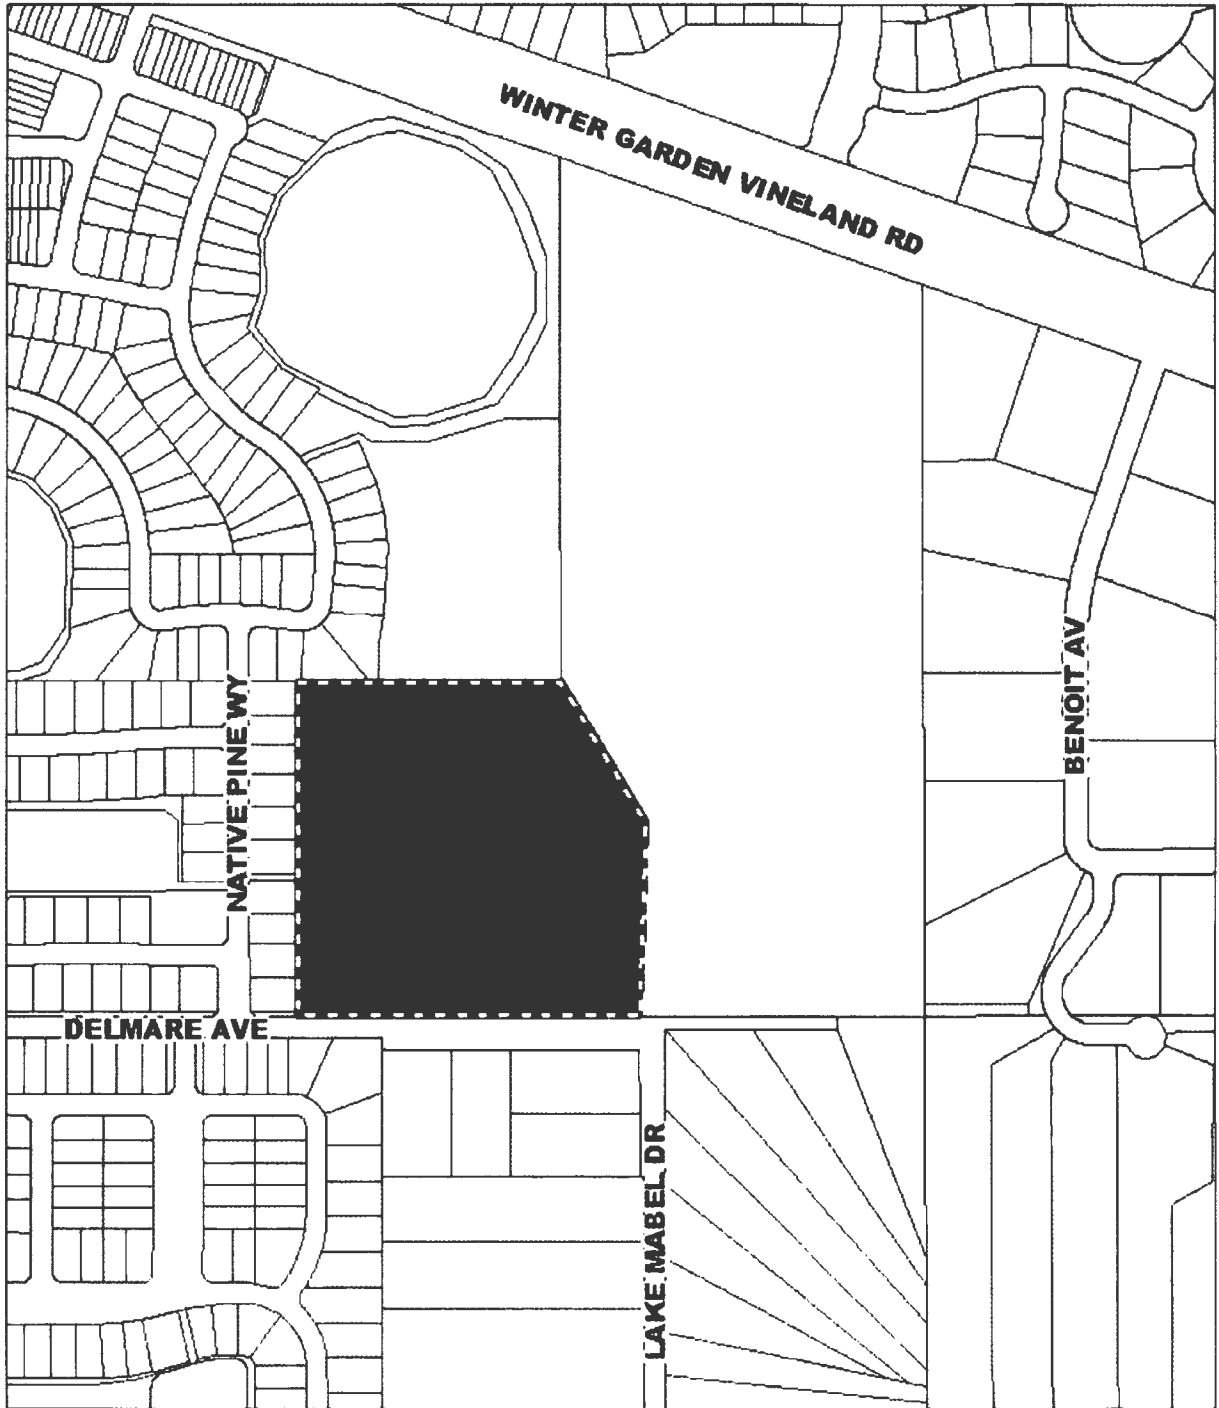 WINTER GARDEN VINELAND RD
BENOIT AV
NATIVE PINE WY
DELMARE AVE
LAKE MABEL DR